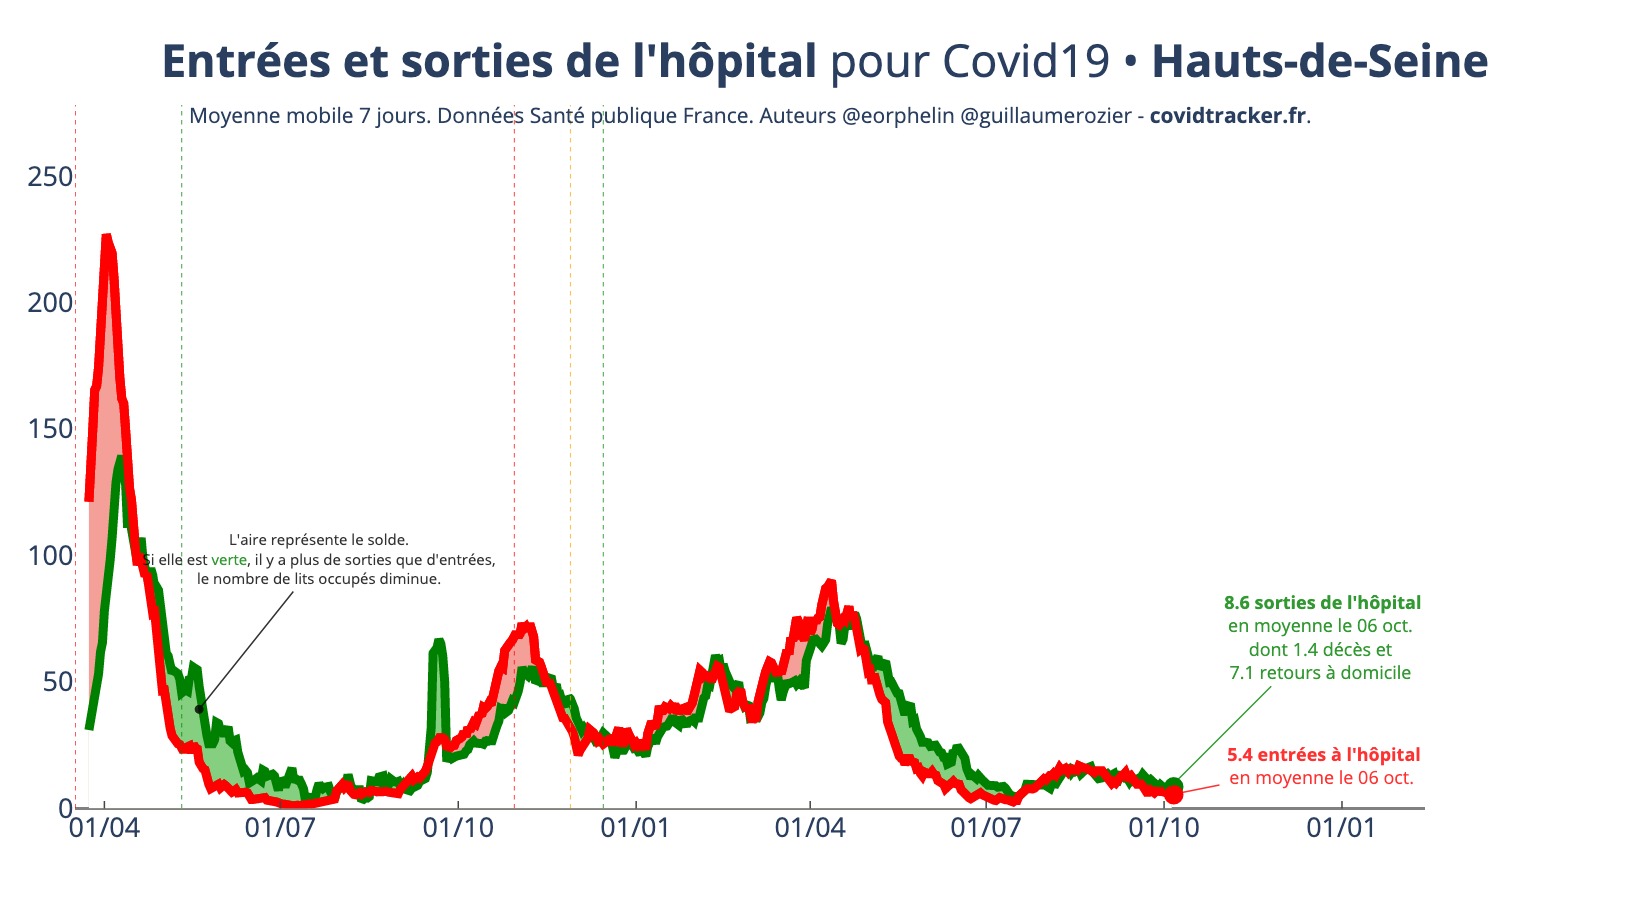 Entrées et sorties de l'hôpital pour Covid19 • Hauts-de-Seine
Moyenne mobile 7 jours. Données Santé publique France. Auteurs @eorphelin @guillaumerozier - covidtracker.fr.
250
200
150
100
50
0
L'aire représente le solde.
Si elle est verte, il y a plus de sorties que d'entrées,
le nombre de lits occupés diminue.
8.6 sorties de l'hôpital
en moyenne le 06 oct.
dont 1.4 décès et
7.1 retours à domicile
5.4 entrées à l'hôpital
en moyenne le 06 oct.
01/04 01/07 01/10 01/01 01/04 01/07 01/10 01/01